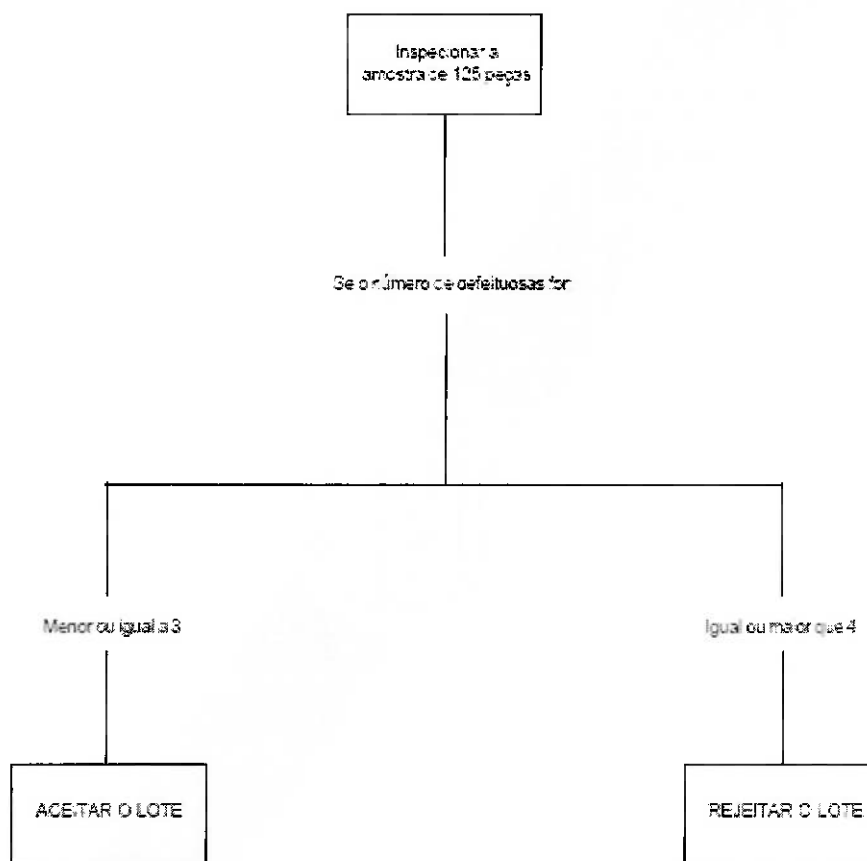 Inspecionar a
amostra de 125 peças
Se o número de defeituosas for:
Menor ou igual a 3
Igual ou maior que 4
ACEITAR O LOTE
REJEITAR O LOTE